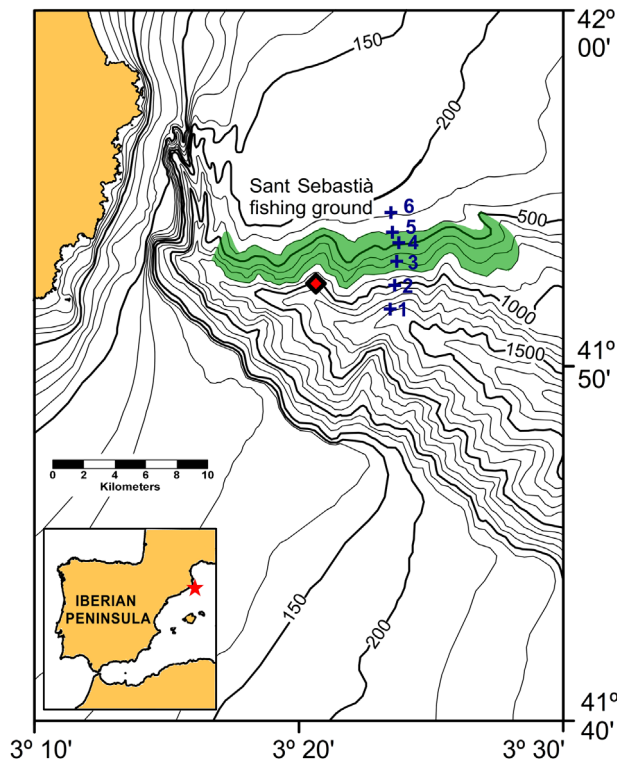 42º
00'
150
200
Sant Sebastià
fishing ground
6
5
4
3
2
1
500
1000
1500
41º
50'
0 2 4 6 8 10
Kilometers
IBERIAN
PENINSULA
150
200
41º
40'
3º 10' 3º 20' 3º 30'